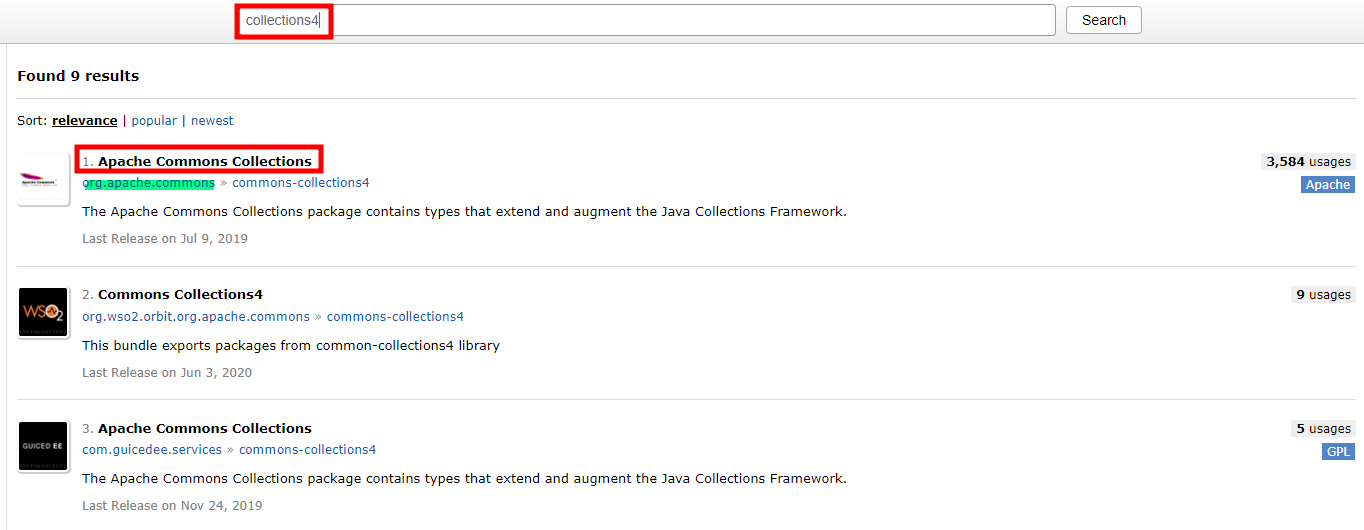 collections4
Search
Found 9 results
Sort: relevance | popular | newest
1. Apache Commons Collections
3,584 usages
org.apache.commons » commons-collections4
Apache
The Apache Commons Collections package contains types that extend and augment the Java Collections Framework.
Last Release on Jul 9, 2019
2. Commons Collections4
9 usages
WSO2
org.wso2.orbit.org.apache.commons » commons-collections4
This bundle exports packages from common-collections4 library
Last Release on Jun 3, 2020
3. Apache Commons Collections
5 usages
GUICED EE
com.guicedee.services » commons-collections4
GPL
The Apache Commons Collections package contains types that extend and augment the Java Collections Framework.
Last Release on Nov 24, 2019